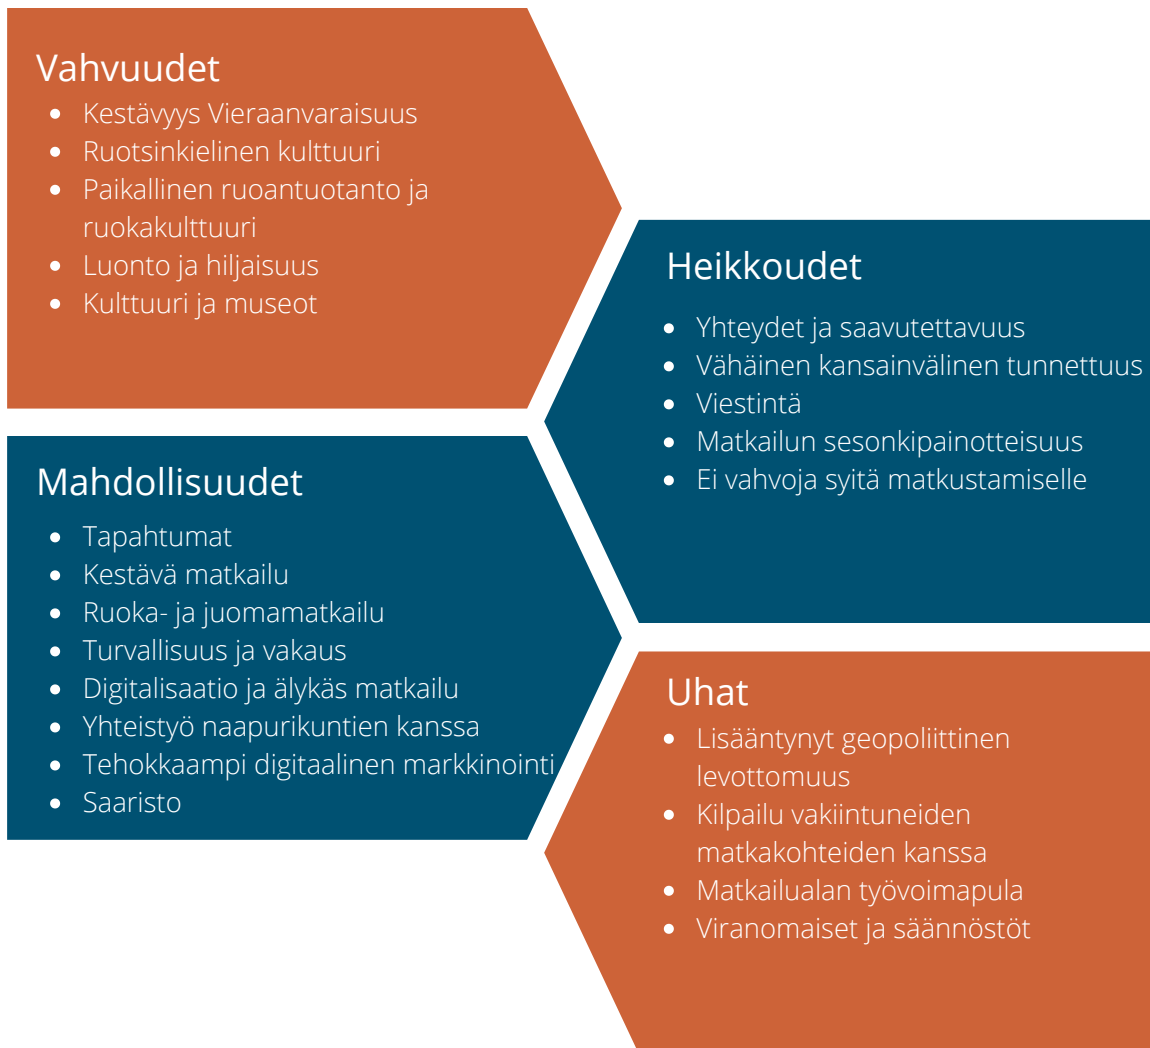 Vahvuudet
• Kestävyys Vieraanvaraisuus
• Ruotsinkielinen kulttuuri
• Paikallinen ruoantuotanto ja
ruokakulttuuri
• Luonto ja hiljaisuus
• Kulttuuri ja museot
Heikkoudet
• Yhteydet ja saavutettavuus
• Vähäinen kansainvälinen tunnettuus
• Viestintä
• Matkailun sesonkipainotteisuus
• Ei vahvoja syitä matkustamiselle
Mahdollisuudet
• Tapahtumat
• Kestävä matkailu
• Ruoka- ja juomamatkailu
• Turvallisuus ja vakaus
• Digitalisaatio ja älykäs matkailu
• Yhteistyö naapurikuntien kanssa
• Tehokkaampi digitaalinen markkinointi
• Saaristo
Uhat
• Lisääntynyt geopoliittinen
levottomuus
• Kilpailu vakiintuneiden
matkakohteiden kanssa
• Matkailualan työvoimapula
• Viranomaiset ja säännöstöt